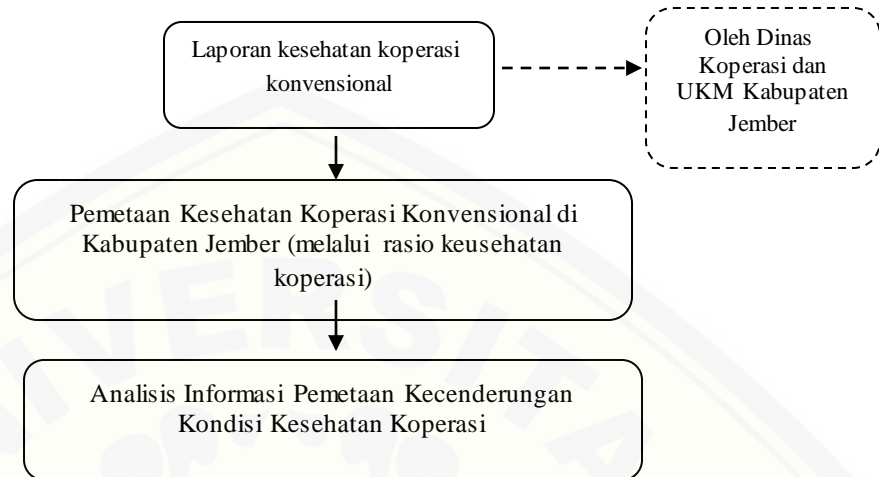 Laporan kesehatan koperasi
konvensional
Oleh Dinas
Koperasi dan
UKM Kabupaten
Jember
Pemetaan Kesehatan Koperasi Konvensional di
Kabupaten Jember (melalui rasio keusehatan
koperasi)
Analisis Informasi Pemetaan Kecenderungan
Kondisi Kesehatan Koperasi
NIVERSITA